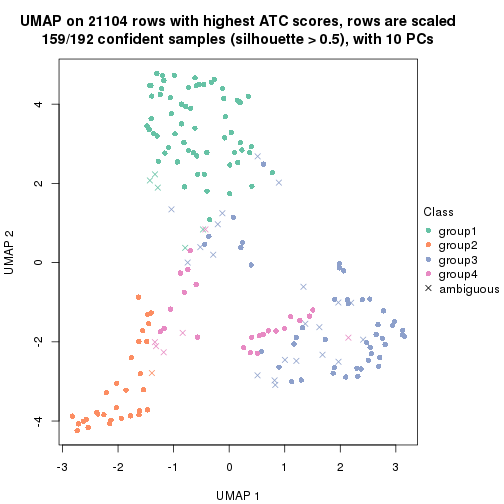 UMAP on 21104 rows with highest ATC scores, rows are scaled
159/192 confident samples (silhouette > 0.5), with 10 PCs
4
2
0
-2
-4
UMAP 2
-3
-2
-1
0
1
2
3
UMAP 1
Class
group1
group2
group3
group4
ambiguous